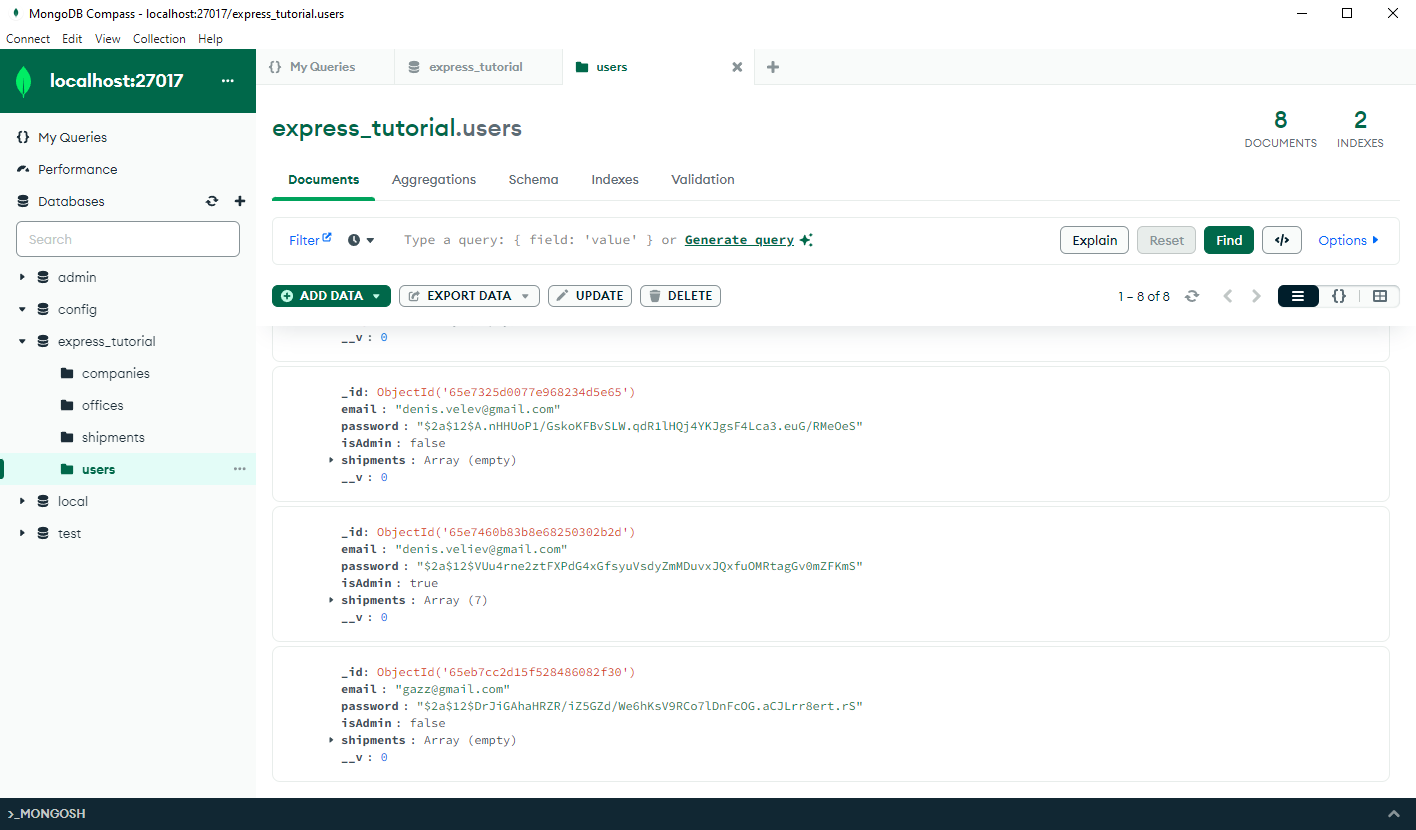 MongoDB Compass - localhost:27017/express_tutorial.users
Connect Edit View Collection Help
localhost:27017 ...
{} My Queries
express_tutorial
users
express_tutorial.users
8 DOCUMENTS
2 INDEXES
{} My Queries
Performance
Databases
Search
admin
config
express_tutorial
companies
offices
shipments
users ...
local
test
Documents Aggregations Schema Indexes Validation
Filter Type a query: { field: 'value' } or Generate query Explain Reset Find </> Options
ADD DATA EXPORT DATA UPDATE DELETE 1 – 8 of 8 {}
__v : 0
_id: ObjectId('65e7325d0077e968234d5e65')
email : "denis.velev@gmail.com"
password : "$2a$12$A.nHHUoP1/GskoKFBvSLW.qdR1lHQj4YKJgsF4Lca3.euG/RMeOeS"
isAdmin : false
shipments : Array (empty)
__v : 0
_id: ObjectId('65e7460b83b8e68250302b2d')
email : "denis.veliev@gmail.com"
password : "$2a$12$VUu4rne2ztFXPdG4xGfsyuVsdyZmMDuvxJQxfuOMRtagGv0mZFKmS"
isAdmin : true
shipments : Array (7)
__v : 0
_id: ObjectId('65eb7cc2d15f528486082f30')
email : "gazz@gmail.com"
password : "$2a$12$DrJiGAhaHRZR/iZ5GZd/We6hKsV9RCo7lDnFcOG.aCJLrr8ert.rS"
isAdmin : false
shipments : Array (empty)
__v : 0
>_MONGOSH